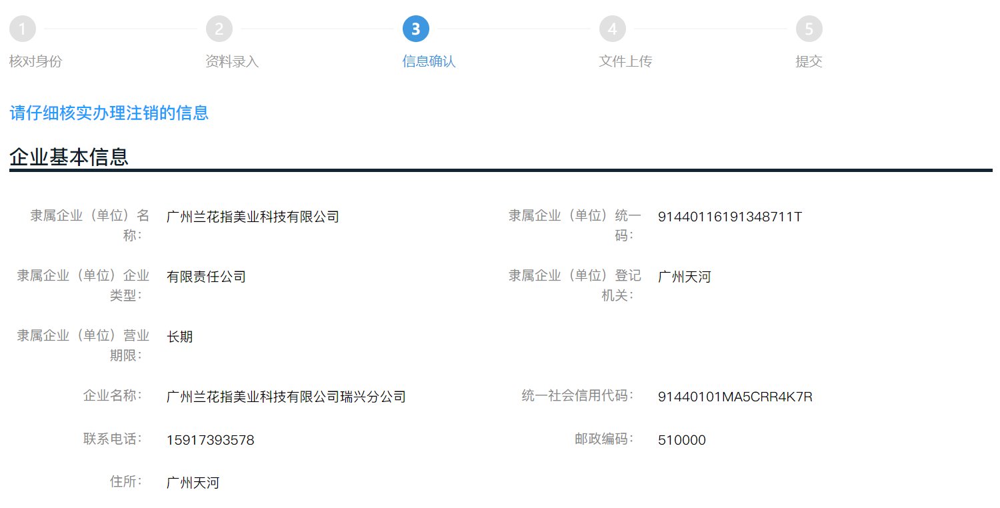 1
2
3
4
5
核对身份
资料录入
信息确认
文件上传
提交
请仔细核实办理注销的信息
企业基本信息
隶属企业（单位）名
称：
广州兰花指美业科技有限公司
隶属企业（单位）统一
码：
91440116191348711T
隶属企业（单位）企业
类型：
有限责任公司
隶属企业（单位）登记
机关：
广州天河
隶属企业（单位）营业
期限：
长期
企业名称：
广州兰花指美业科技有限公司瑞兴分公司
统一社会信用代码：
91440101MA5CRR4K7R
联系电话：
15917393578
邮政编码：
510000
住所：
广州天河